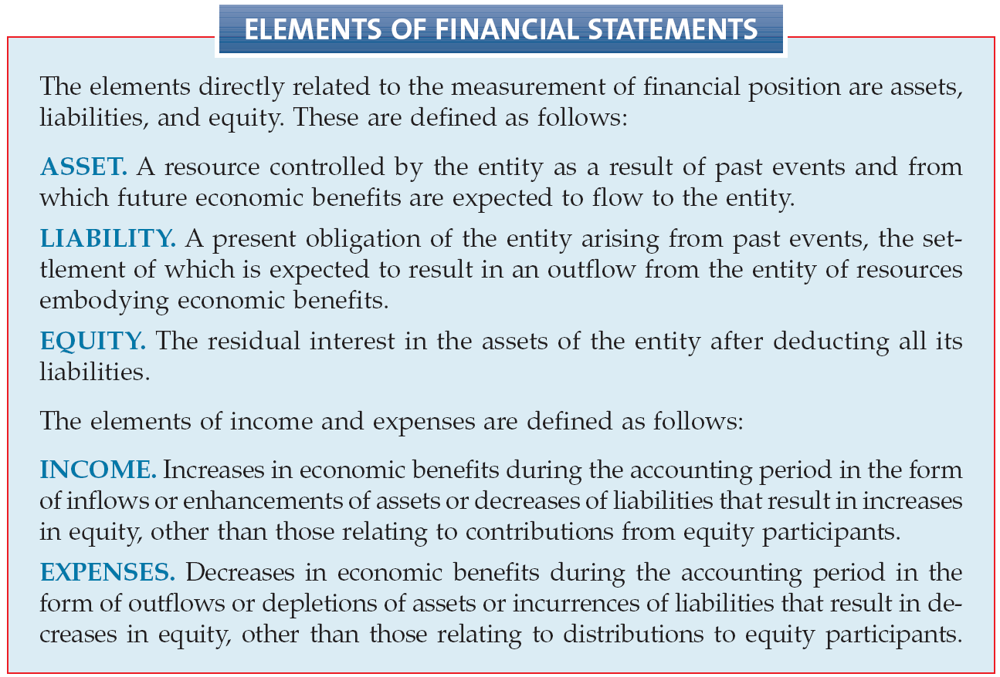 ELEMENTS OF FINANCIAL STATEMENTS
The elements directly related to the measurement of financial position are assets,
liabilities, and equity. These are defined as follows:
ASSET. A resource controlled by the entity as a result of past events and from
which future economic benefits are expected to flow to the entity.
LIABILITY. A present obligation of the entity arising from past events, the set-
tlement of which is expected to result in an outflow from the entity of resources
embodying economic benefits.
EQUITY. The residual interest in the assets of the entity after deducting all its
liabilities.
The elements of income and expenses are defined as follows:
INCOME. Increases in economic benefits during the accounting period in the form
of inflows or enhancements of assets or decreases of liabilities that result in increases
in equity, other than those relating to contributions from equity participants.
EXPENSES. Decreases in economic benefits during the accounting period in the
form of outflows or depletions of assets or incurrences of liabilities that result in de-
creases in equity, other than those relating to distributions to equity participants.